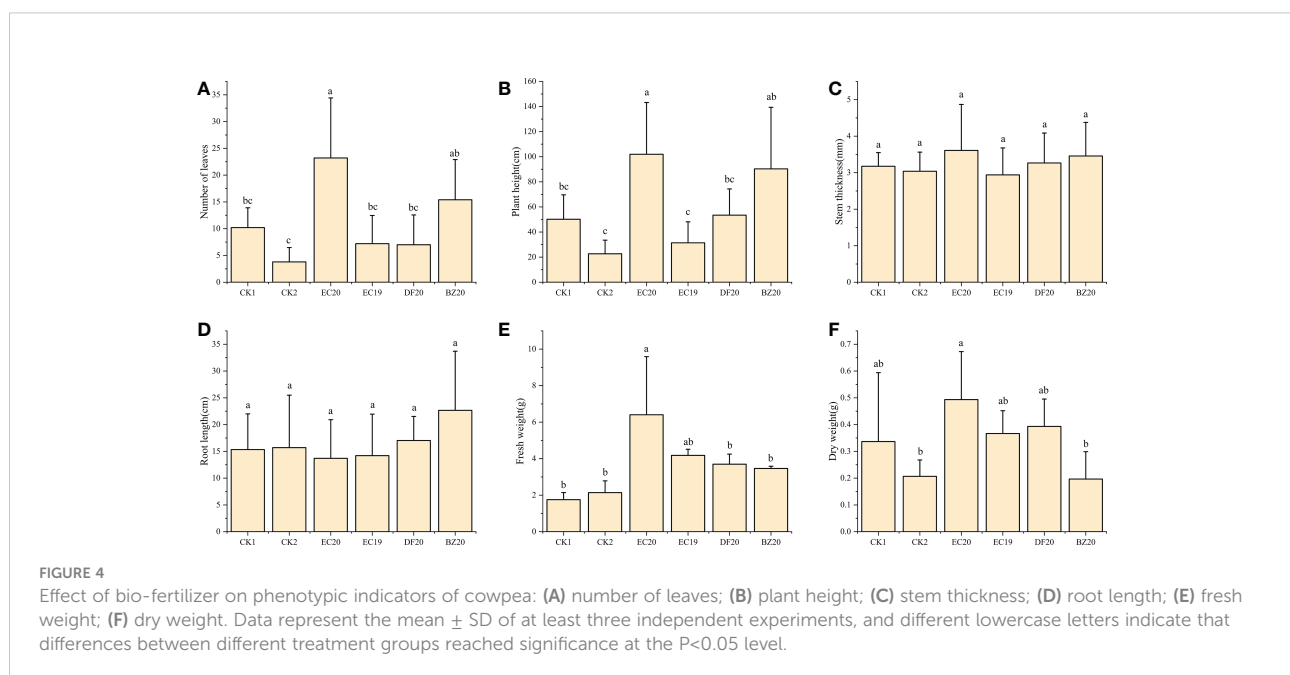 A
Number of leaves
35
30
25
20
15
10
5
0
bc
c
a
bc
bc
ab
CK1 CK2 EC20 EC19 DF20 BZ20
B
Plant height(cm)
160
140
120
100
80
60
40
20
0
bc
c
a
c
bc
ab
CK1 CK2 EC20 EC19 DF20 BZ20
C
Stem thickness(mm)
5
4
3
2
1
0
a
a
a
a
a
a
CK1 CK2 EC20 EC19 DF20 BZ20
D
Root length(cm)
35
30
25
20
15
10
5
0
a
a
a
a
a
a
CK1 CK2 EC20 EC19 DF20 BZ20
E
Fresh weight(g)
10
8
6
4
2
0
b
b
a
ab
b
b
CK1 CK2 EC20 EC19 DF20 BZ20
F
Dry weight(g)
0.7
0.6
0.5
0.4
0.3
0.2
0.1
0.0
ab
b
a
ab
ab
b
CK1 CK2 EC20 EC19 DF20 BZ20
FIGURE 4
Effect of bio-fertilizer on phenotypic indicators of cowpea: (A) number of leaves; (B) plant height; (C) stem thickness; (D) root length; (E) fresh
weight; (F) dry weight. Data represent the mean ± SD of at least three independent experiments, and different lowercase letters indicate that
differences between different treatment groups reached significance at the P<0.05 level.